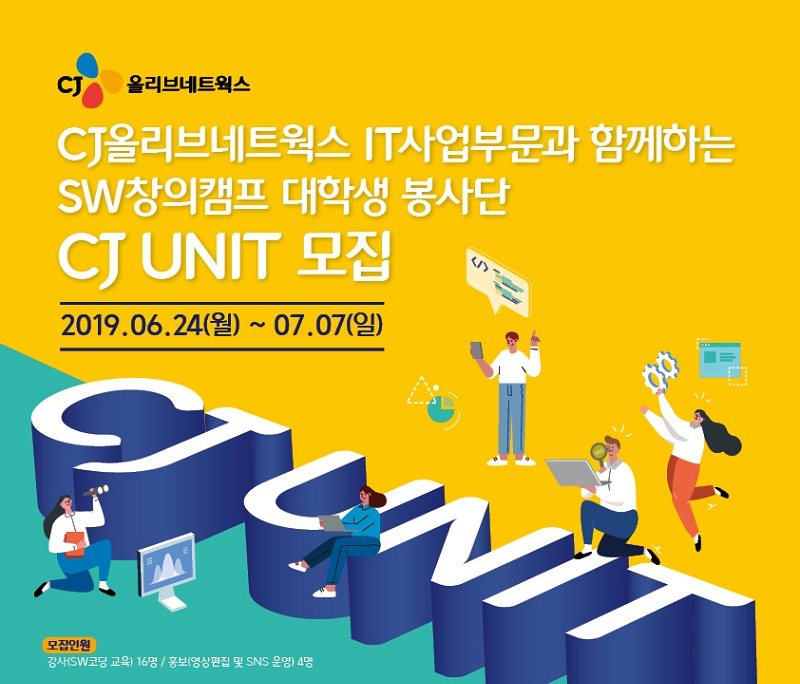 CJ 올리브네트웍스
CJ올리브네트웍스 IT사업부문과 함께하는
SW창의캠프 대학생 봉사단
CJ UNIT 모집
2019.06.24(월) ~ 07.07(일)
</>
CJ UNIT
모집인원
강사(SW코딩 교육) 16명 / 홍보(영상편집 및 SNS 운영) 4명